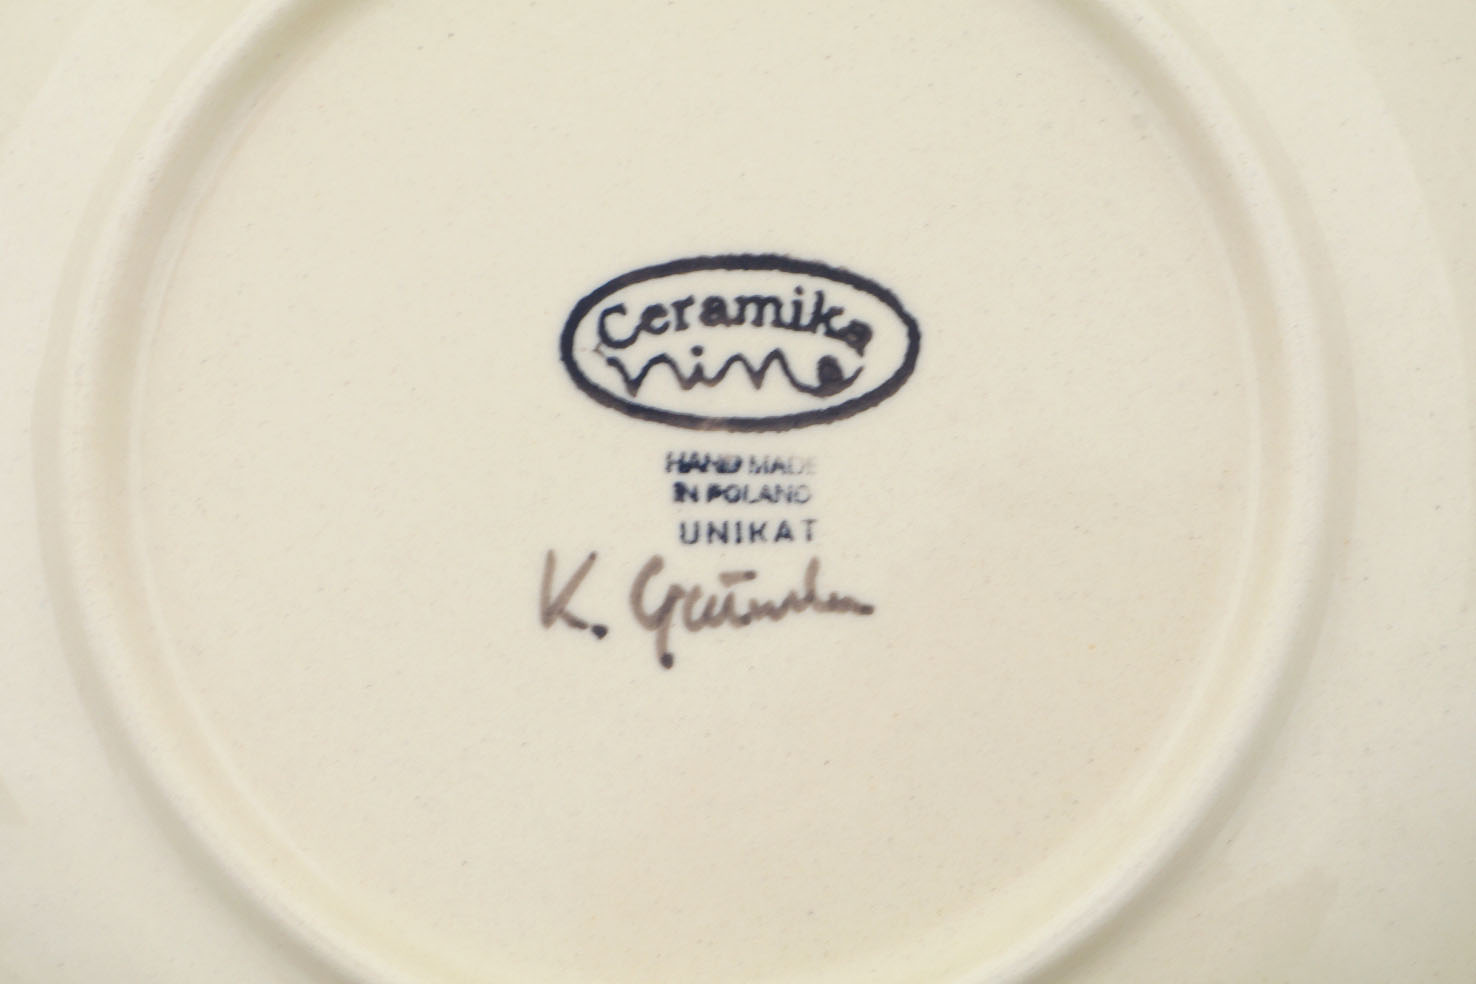 Ceramika
HAND MADE
IN POLAND
UNIKAT
K.